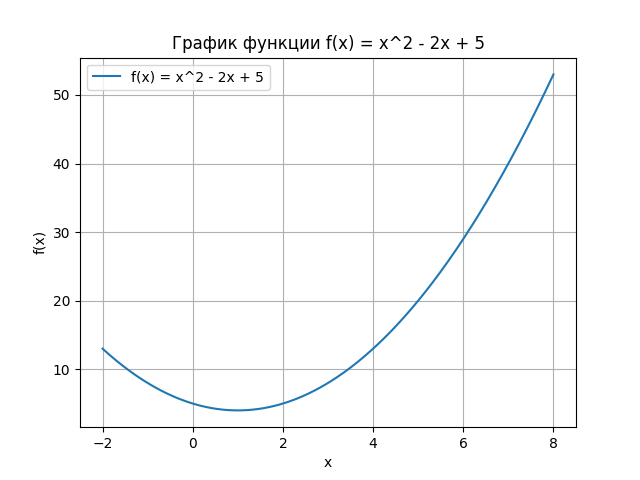 График функции f(x) = x^2 - 2x + 5
f(x) = x^2 - 2x + 5
50
40
30
20
10
f(x)
−2
0
2
4
6
8
x